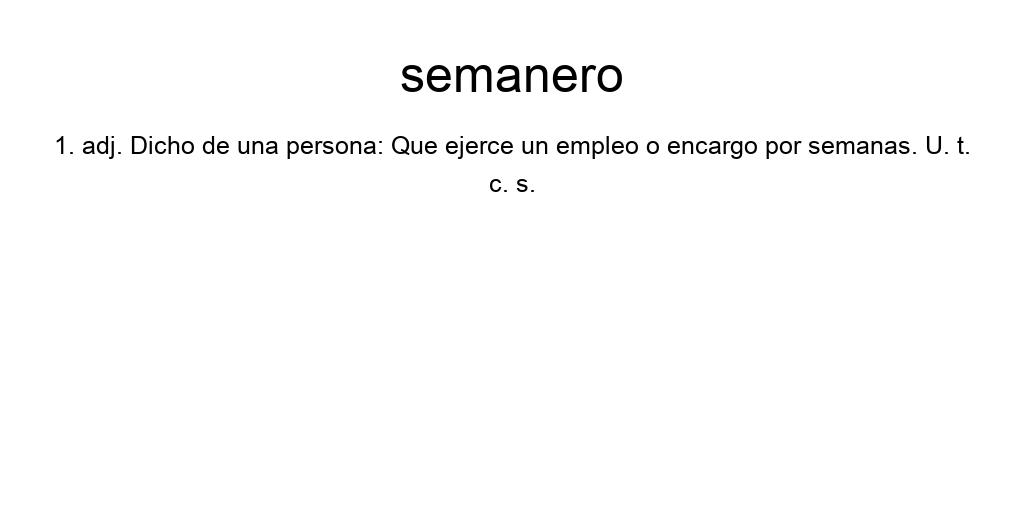 semanero
1. adj. Dicho de una persona: Que ejerce un empleo o encargo por semanas. U. t.
c. s.